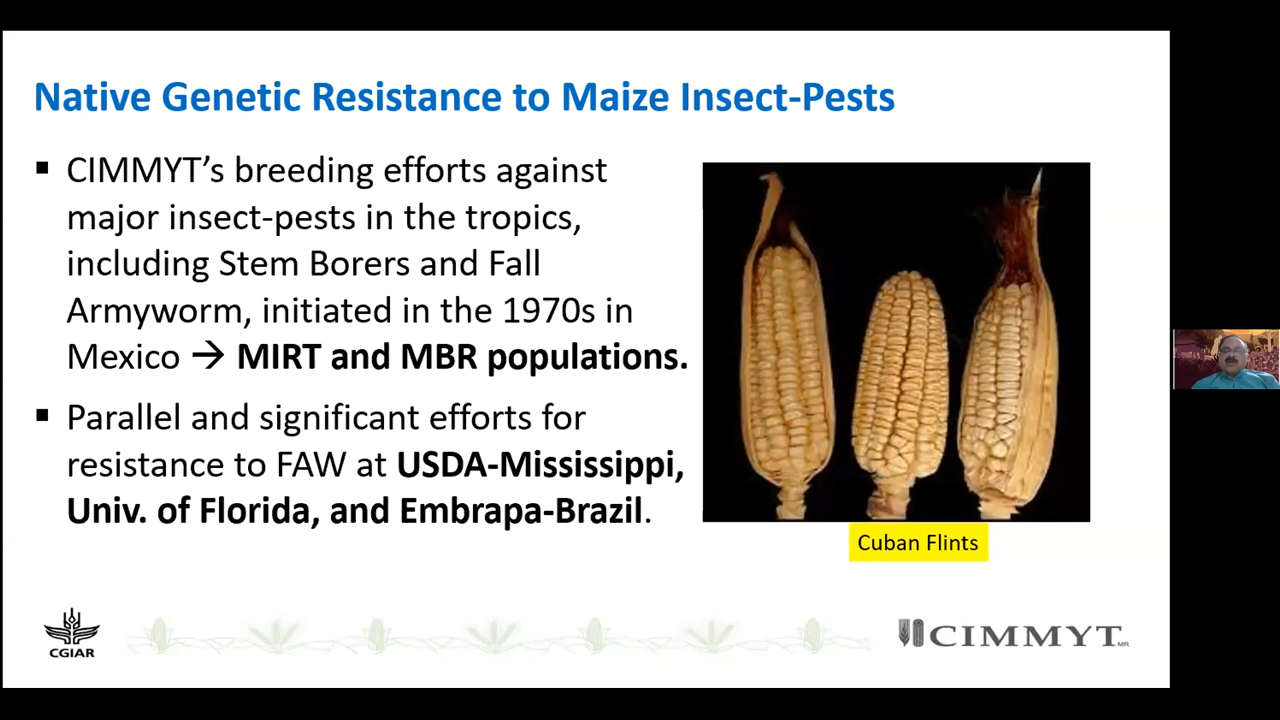 Native Genetic Resistance to Maize Insect-Pests
▪ CIMMYT’s breeding efforts against
major insect-pests in the tropics,
including Stem Borers and Fall
Armyworm, initiated in the 1970s in
Mexico → MIRT and MBR populations.
▪ Parallel and significant efforts for
resistance to FAW at USDA-Mississippi,
Univ. of Florida, and Embrapa-Brazil.
Cuban Flints
CGIAR
CIMMYT MR